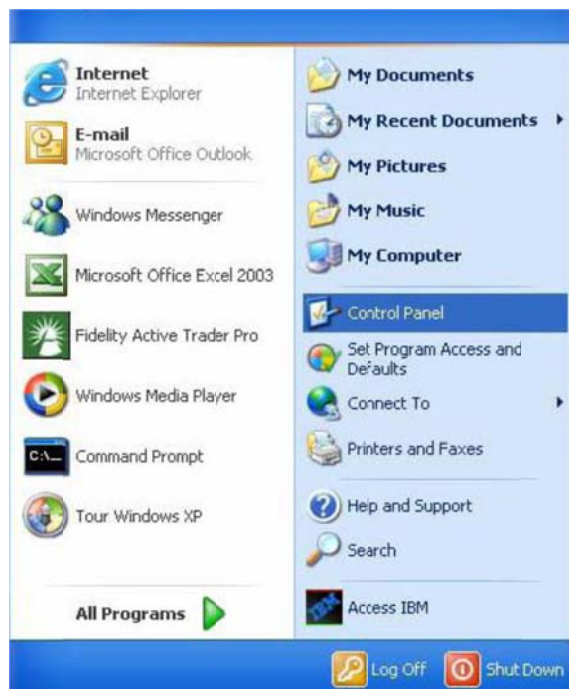 Internet
Internet Explorer
E-mail
Microsoft Office Outlook
Windows Messenger
Microsoft Office Excel 2003
Fidelity Active Trader Pro
Windows Media Player
C:\_
Command Prompt
Tour Windows XP
All Programs
My Documents
My Recent Documents
My Pictures
My Music
My Computer
Control Panel
Set Program Access and
Defaults
Connect To
Printers and Faxes
Help and Support
Search
IBM
Access IBM
Log Off
Shut Down